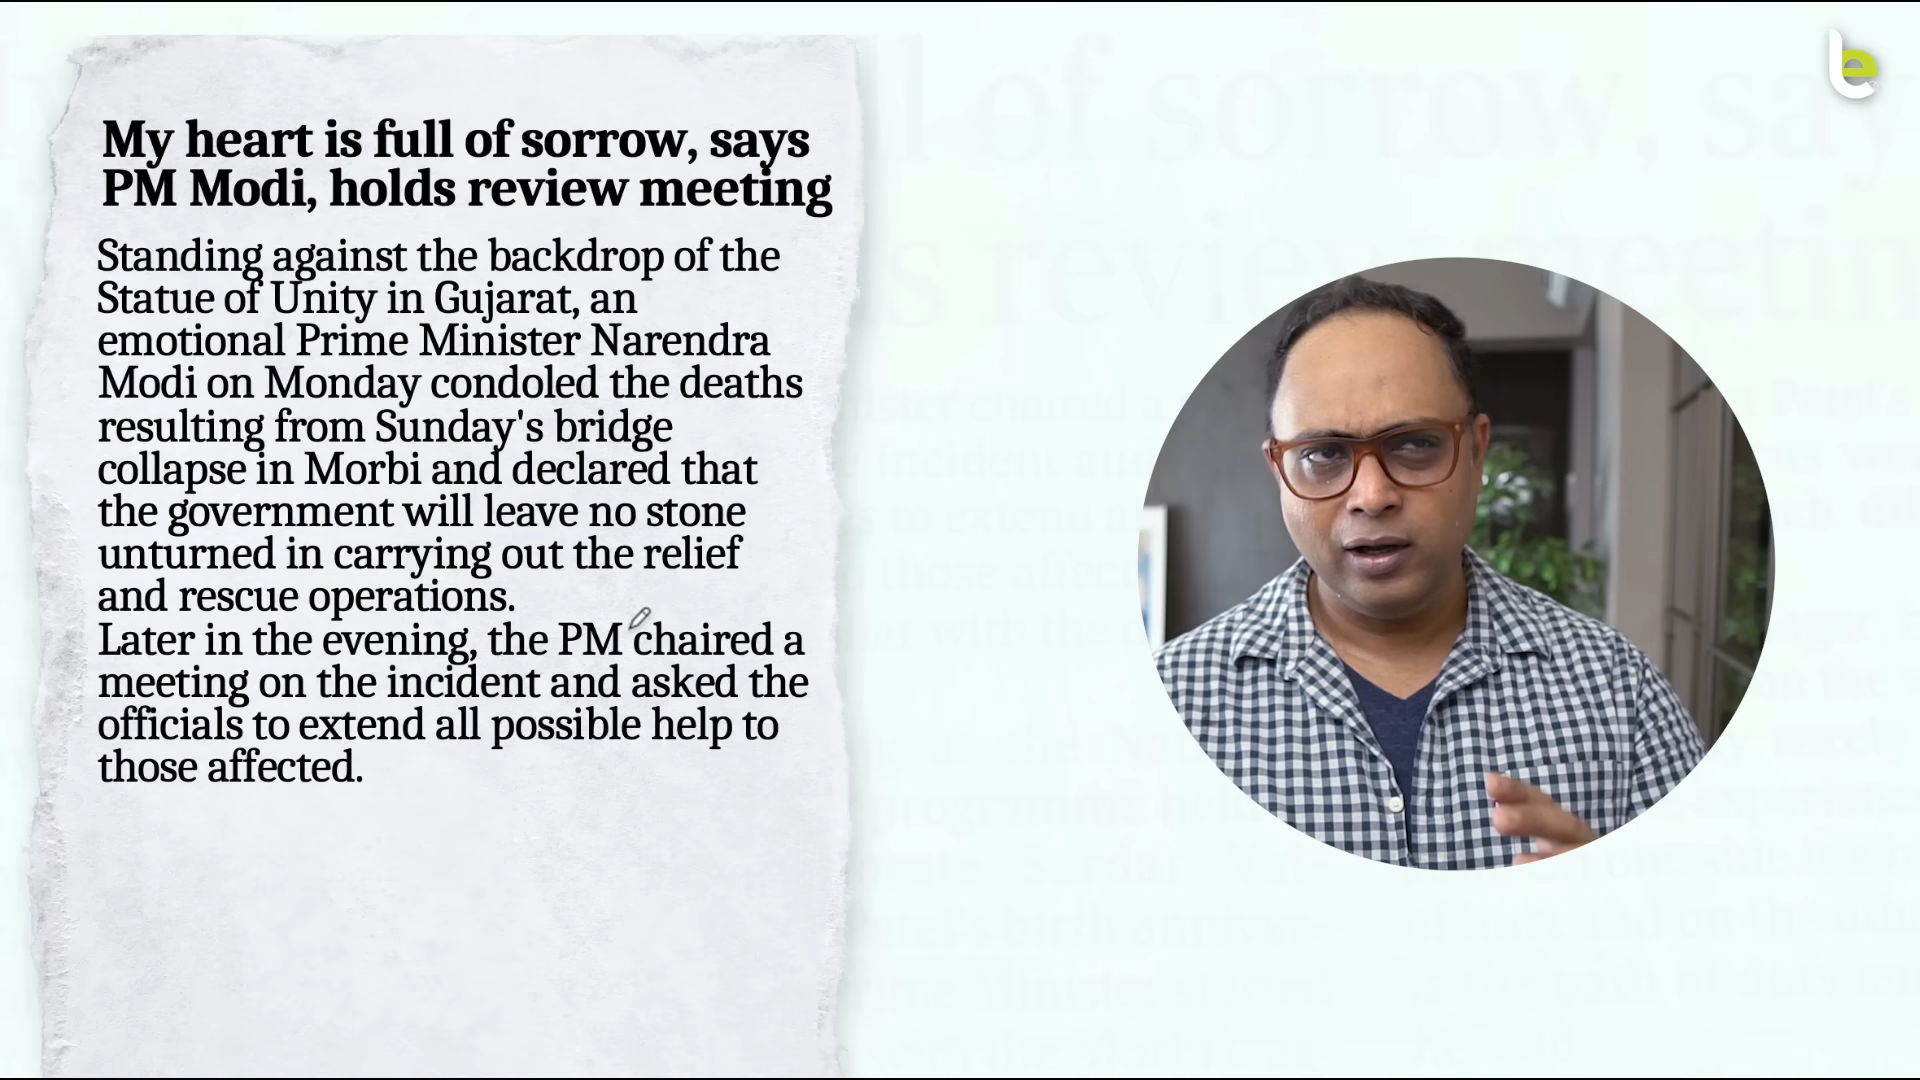 My heart is full of sorrow, says
PM Modi, holds review meeting
Standing against the backdrop of the
Statue of Unity in Gujarat, an
emotional Prime Minister Narendra
Modi on Monday condoled the deaths
resulting from Sunday's bridge
collapse in Morbi and declared that
the government will leave no stone
unturned in carrying out the relief
and rescue operations.
Later in the evening, the PM chaired a
meeting on the incident and asked the
officials to extend all possible help to
those affected.